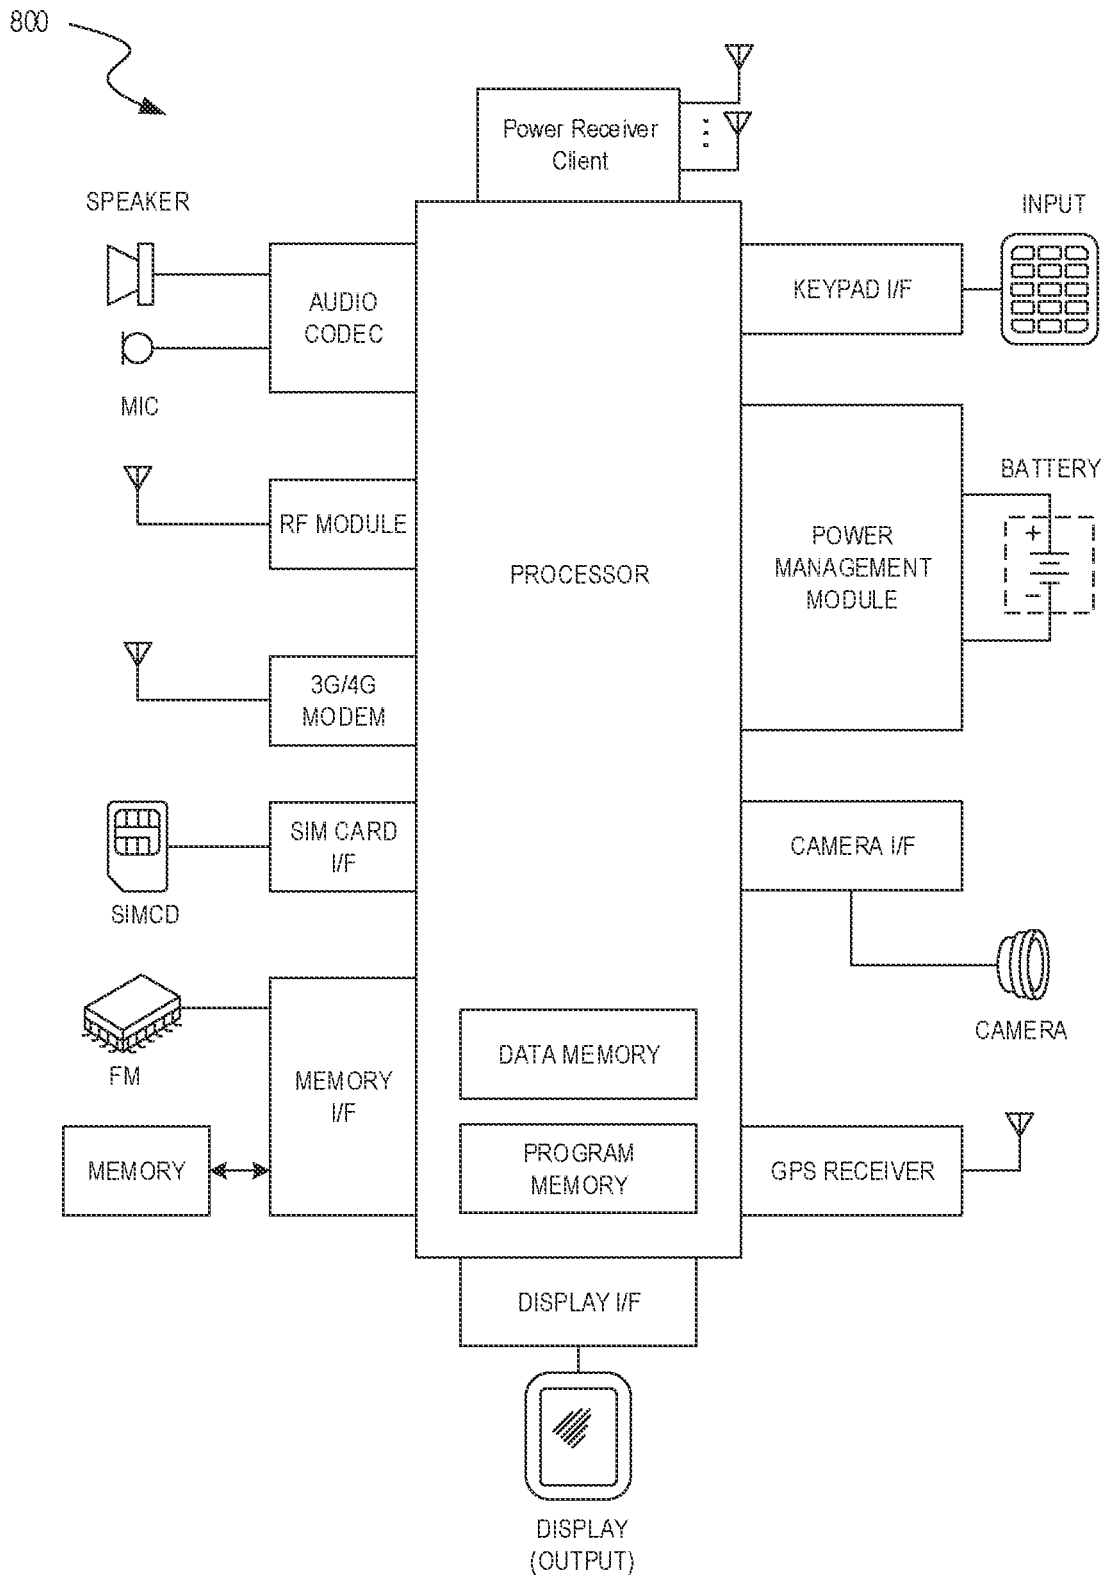 800
Power Receiver
Client
SPEAKER
INPUT
AUDIO
CODEC
KEYPAD I/F
MIC
BATTERY
+
-
RF MODULE
PROCESSOR
POWER
MANAGEMENT
MODULE
3G/4G
MODEM
SIM CARD
I/F
CAMERA I/F
SIMCD
CAMERA
FM
MEMORY
I/F
DATA MEMORY
MEMORY
PROGRAM
MEMORY
GPS RECEIVER
DISPLAY I/F
DISPLAY
(OUTPUT)